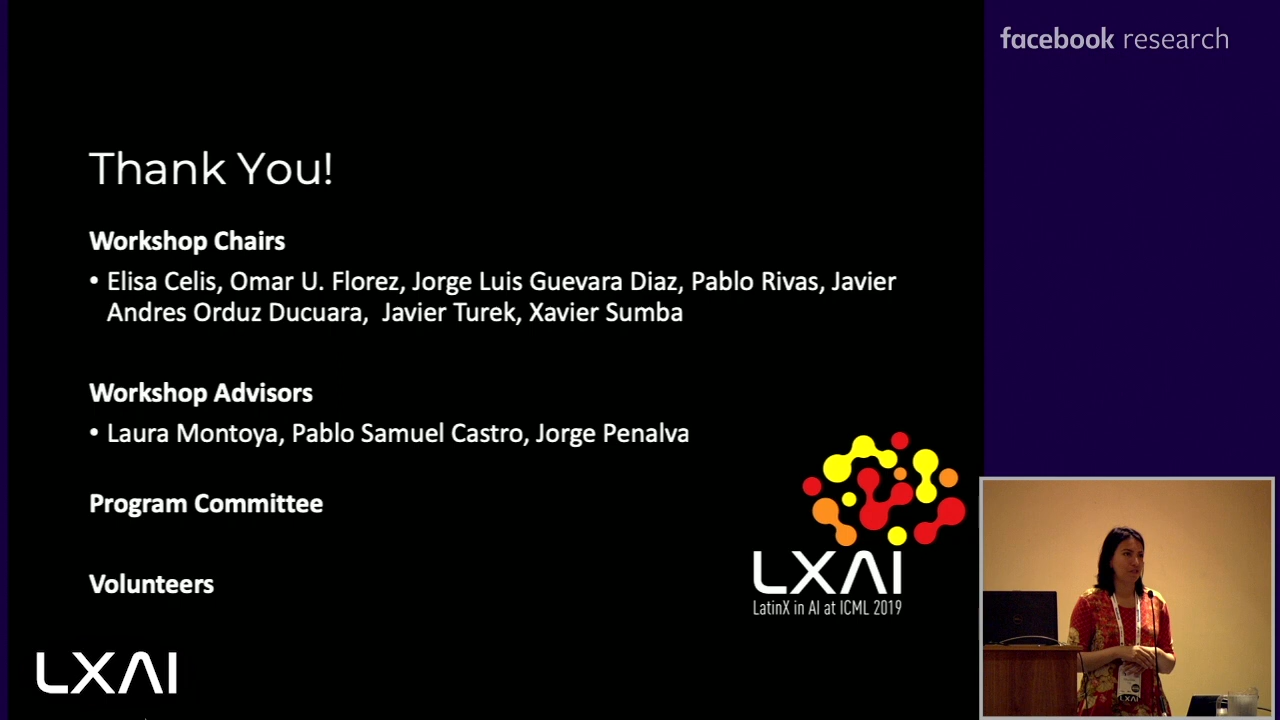 facebook research
Thank You!
Workshop Chairs
• Elisa Celis, Omar U. Florez, Jorge Luis Guevara Diaz, Pablo Rivas, Javier
Andres Orduz Ducuara, Javier Turek, Xavier Sumba
Workshop Advisors
• Laura Montoya, Pablo Samuel Castro, Jorge Penalva
Program Committee
Volunteers
LXAI
LatinX in AI at ICML 2019
LXAI
LXAI